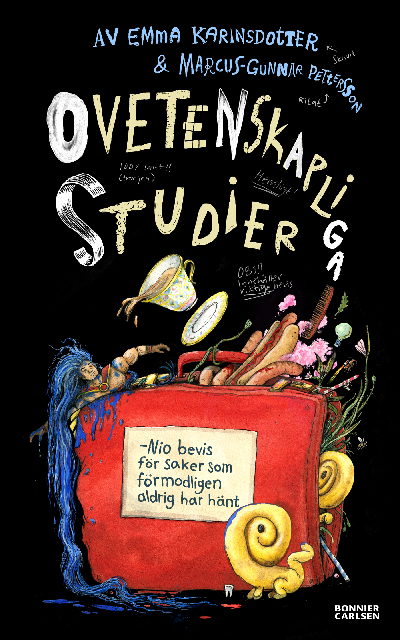 AV EMMA KARINSDOTTER
& MARCUS-GUNNAR PETTERSSON
OVETENSKAPLIGA
STUDIER
OBS!!
-Nio bevis
för saker som
förmodligen
aldrig har hänt
BONNIER
CARLSEN